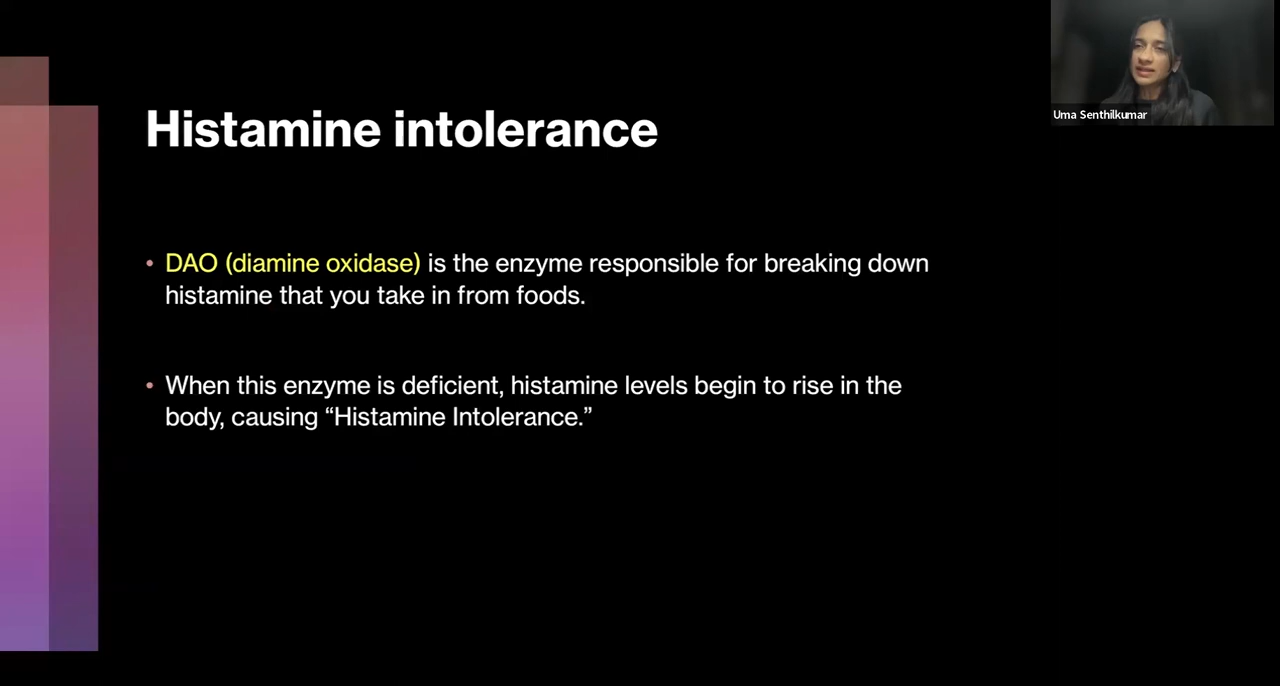 Uma Senthilkumar
Histamine intolerance
• DAO (diamine oxidase) is the enzyme responsible for breaking down
histamine that you take in from foods.
• When this enzyme is deficient, histamine levels begin to rise in the
body, causing “Histamine Intolerance.”